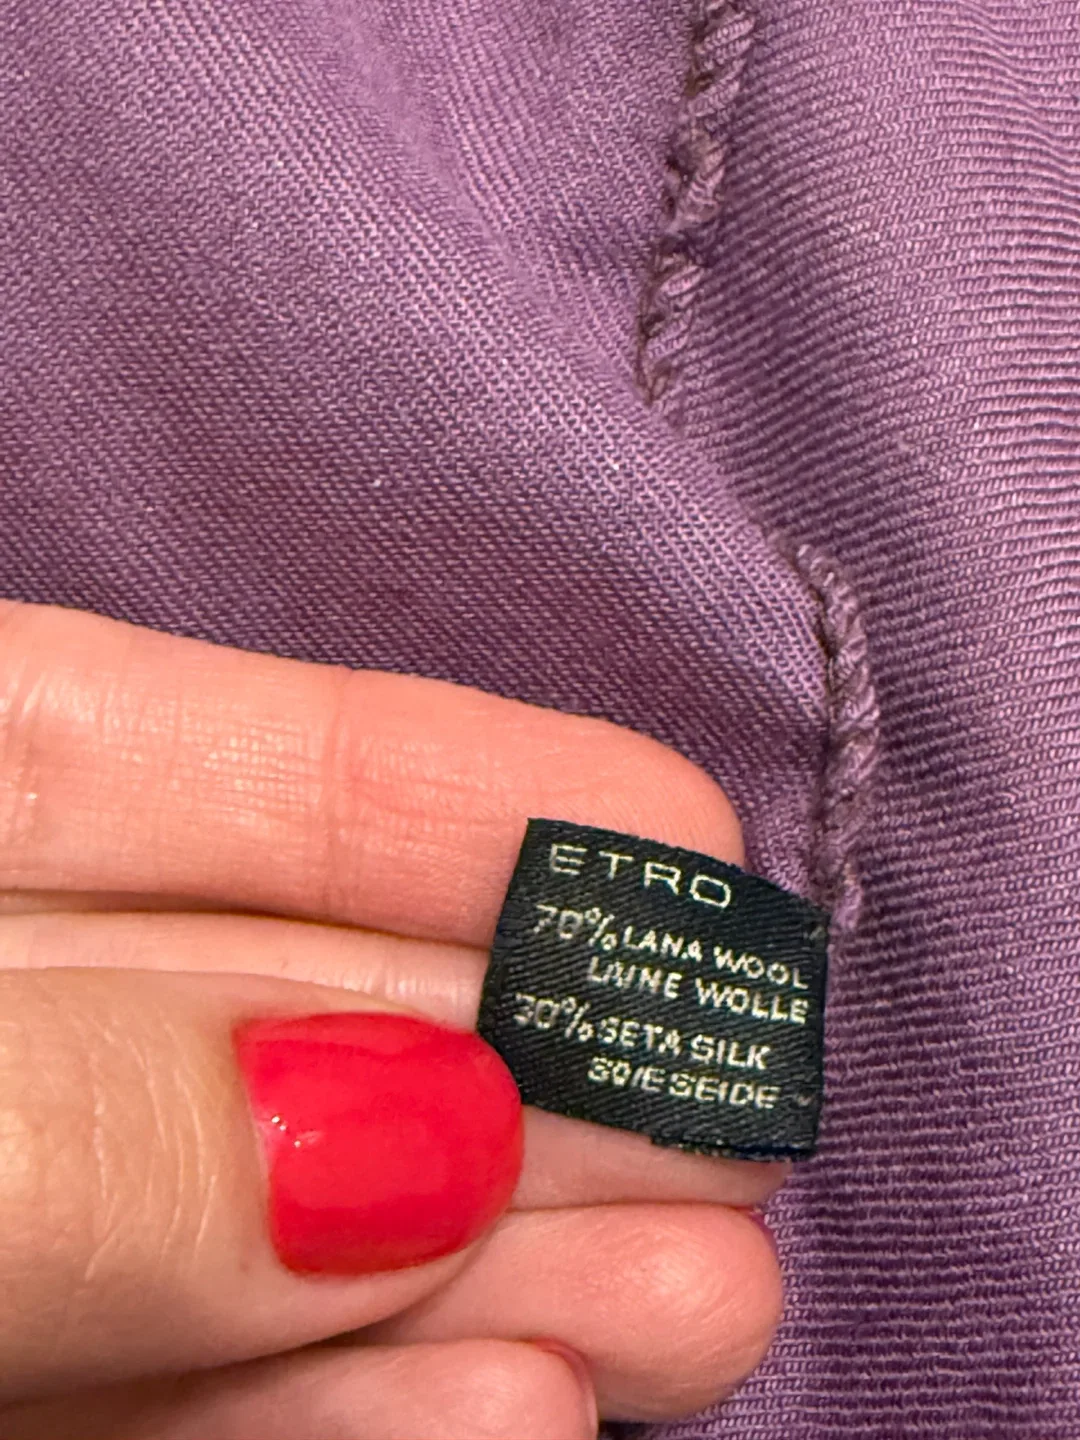 ETRO
70% LANA WOOL
LAINE WOLLE
30% SETA SILK
SOIE SEIDE